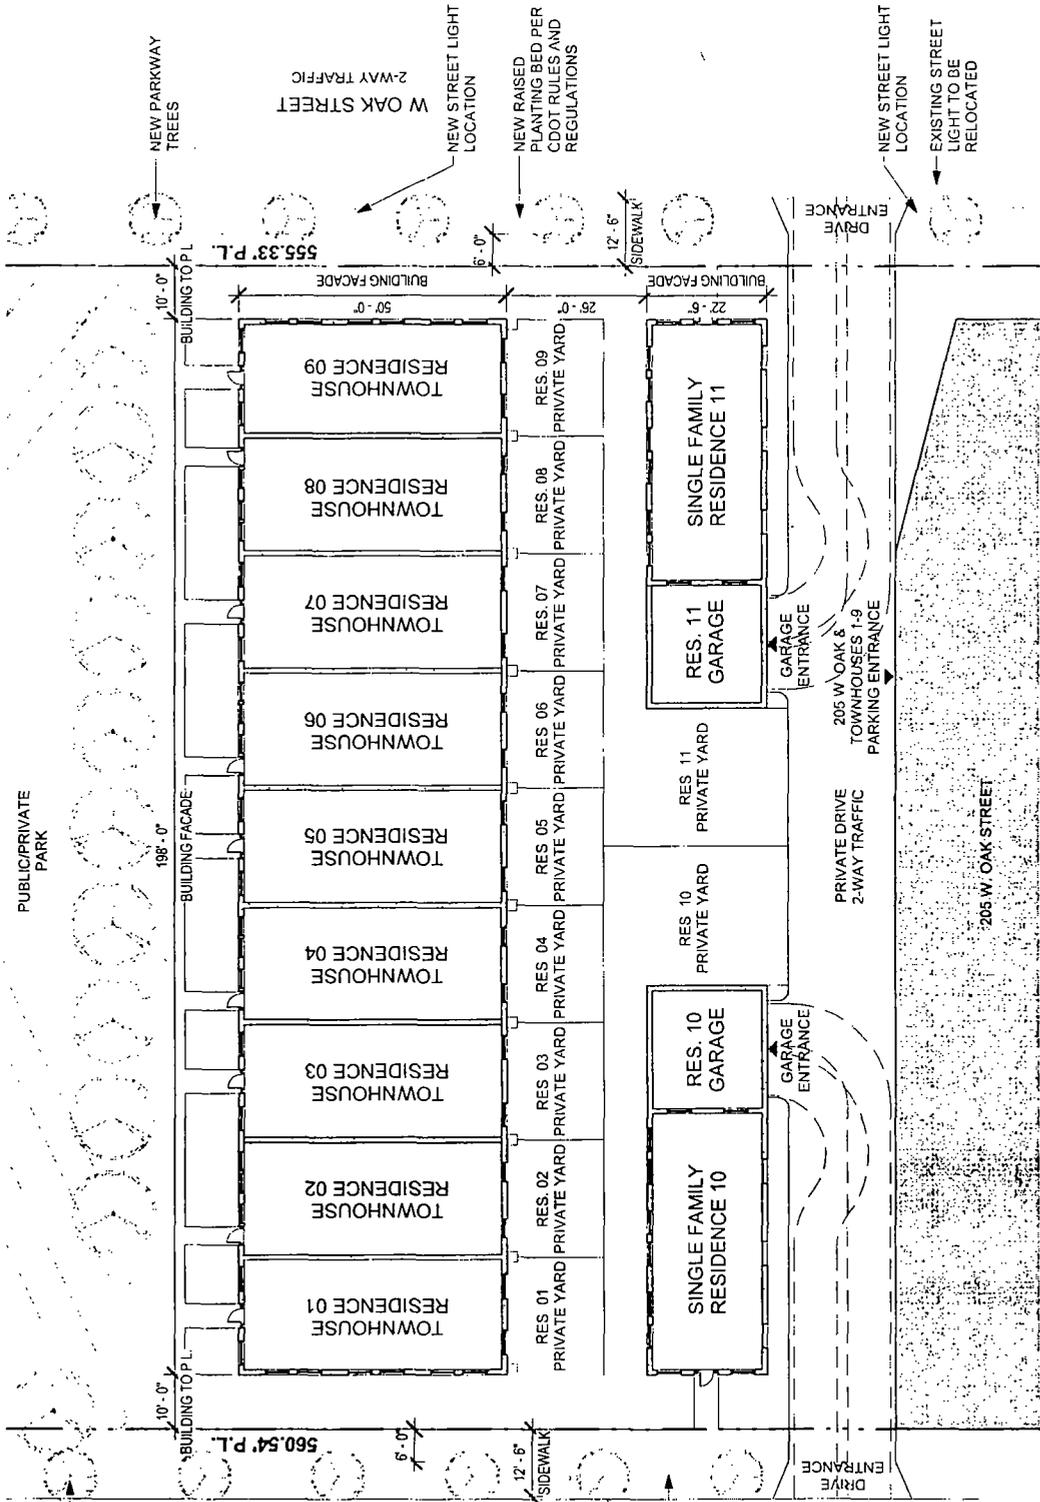 NEW PARKWAY
TREES
W OAK STREET
2-WAY TRAFFIC
NEW STREET LIGHT
LOCATION
NEW RAISED
PLANTING BED PER
CDOT RULES AND
REGULATIONS
NEW STREET LIGHT
LOCATION
EXISTING STREET
LIGHT TO BE
RELOCATED
PUBLIC/PRIVATE
PARK
10' - 0"
BUILDING TO P L
198' - 0"
BUILDING FACADE
10' - 0"
BUILDING TO P L.
555.33' P.L.
560.54' P.L.
BUILDING FACADE
50' - 0"
26' - 0"
BUILDLING FACADE
22' - 6"
6' - 0"
12' - 6"
SIDEWALK
DRIVE
ENTRANCE
TOWNHOUSE
RESIDENCE 09
TOWNHOUSE
RESIDENCE 08
TOWNHOUSE
RESIDENCE 07
TOWNHOUSE
RESIDENCE 06
TOWNHOUSE
RESIDENCE 05
TOWNHOUSE
RESIDENCE 04
TOWNHOUSE
RESIDENCE 03
TOWNHOUSE
RESIDENCE 02
TOWNHOUSE
RESIDENCE 01
RES. 09
PRIVATE YARD
RES. 08
PRIVATE YARD
RES. 07
PRIVATE YARD
RES 06
PRIVATE YARD
RES 05
PRIVATE YARD
RES 04
PRIVATE YARD
RES. 03
PRIVATE YARD
RES. 02
PRIVATE YARD
RES 01
PRIVATE YARD
SINGLE FAMILY
RESIDENCE 11
RES. 11
GARAGE
RES 11
PRIVATE YARD
RES 10
PRIVATE YARD
RES. 10
GARAGE
SINGLE FAMILY
RESIDENCE 10
GARAGE
ENTRANCE
205 W. OAK &
TOWNHOUSES 1-9
PARKING ENTRANCE
PRIVATE DRIVE
2-WAY TRAFFIC
GARAGE
ENTRANCE
205 W. OAK STREET
6' - 0"
12' - 6"
SIDEWALK
DRIVE
ENTRANCE